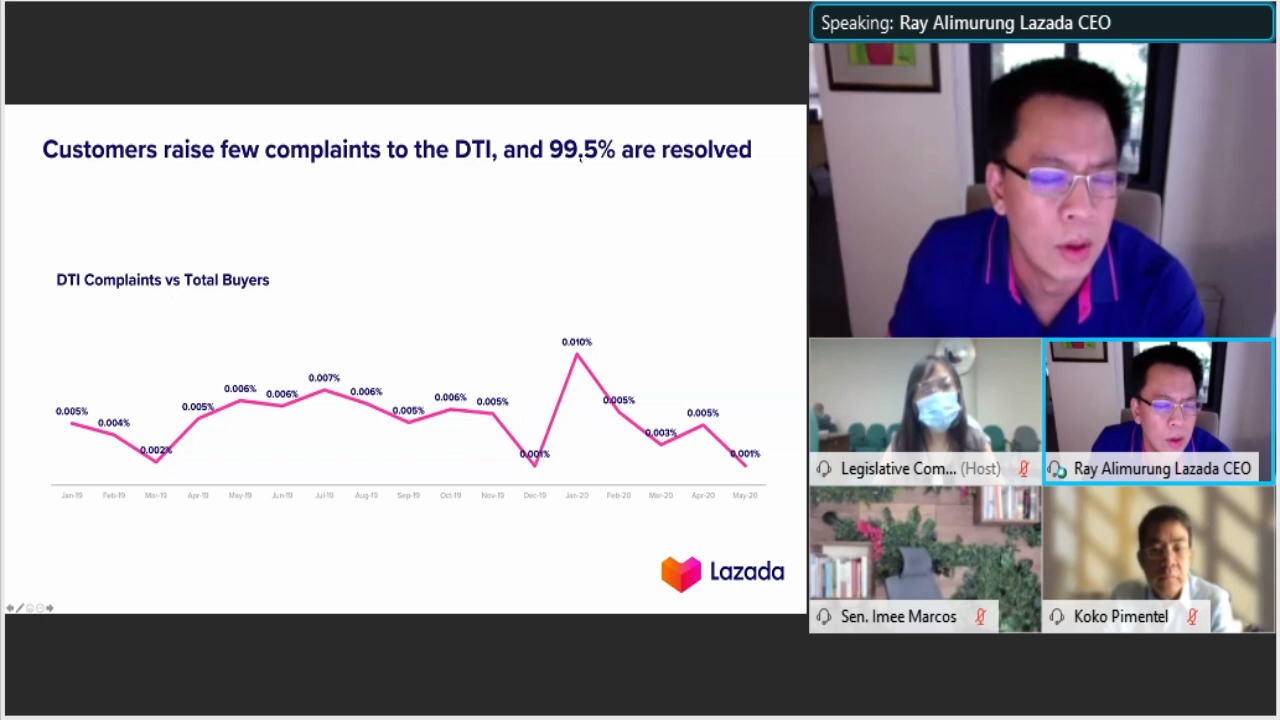 Speaking: Ray Alimurung Lazada CEO
Customers raise few complaints to the DTI, and 99.5% are resolved
DTI Complaints vs Total Buyers
0.005%
0.004%
0.002%
0.005%
0.006%
0.006%
0.007%
0.006%
0.005%
0.006%
0.005%
0.001%
0.010%
0.005%
0.003%
0.005%
0.001%
Jan-19 Feb-19 Mar-19 Apr-19 May-19 Jun-19 Jul-19 Aug-19 Sep-19 Oct-19 Nov-19 Dec-19 Jan-20 Feb-20 Mar-20 Apr-20 May-20
Lazada
Legislative Com... (Host)
Ray Alimurung Lazada CEO
Sen. Imee Marcos
Koko Pimentel